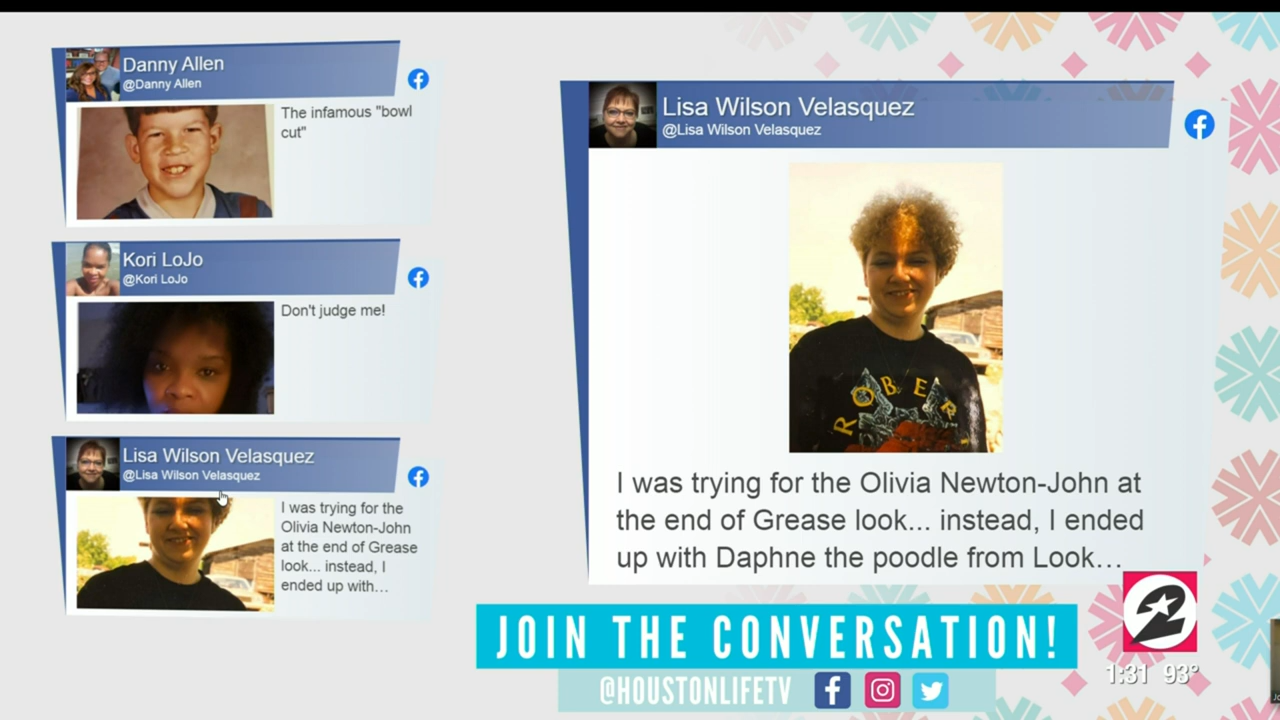 Danny Allen
@Danny Allen
The infamous "bowl
cut"
Kori LoJo
@Kori LoJo
Don't judge me!
Lisa Wilson Velasquez
@Lisa Wilson Velasquez
I was trying for the
Olivia Newton-John
at the end of Grease
look... instead, I
ended up with...
Lisa Wilson Velasquez
@Lisa Wilson Velasquez
ROBER
I was trying for the Olivia Newton-John at
the end of Grease look... instead, I ended
up with Daphne the poodle from Look...
JOIN THE CONVERSATION!
@HOUSTONLIFETV
2
1:31 93°